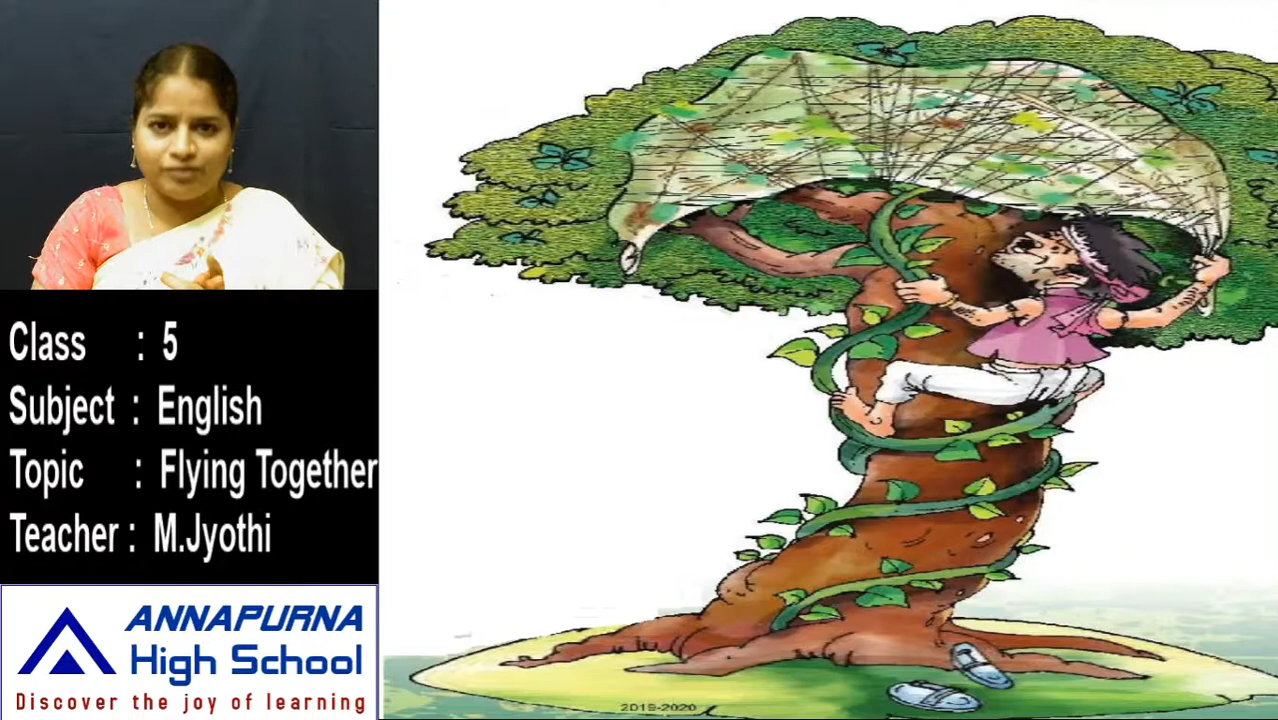 Class : 5
Subject : English
Topic : Flying Together
Teacher : M.Jyothi
ANNAPURNA
High School
Discover the joy of learning
2019-2020